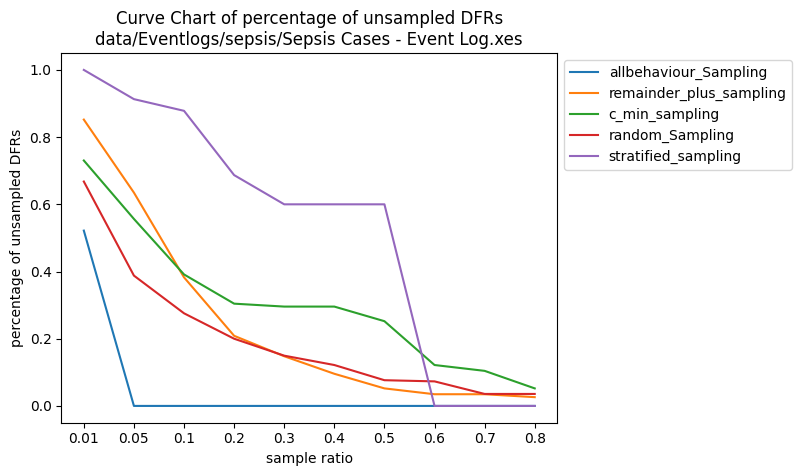 Curve Chart of percentage of unsampled DFRs
data/Eventlogs/sepsis/Sepsis Cases - Event Log.xes
allbehaviour_Sampling
remainder_plus_sampling
c_min_sampling
random_Sampling
stratified_sampling
percentage of unsampled DFRs
1.0
0.8
0.6
0.4
0.2
0.0
0.01 0.05 0.1 0.2 0.3 0.4 0.5 0.6 0.7 0.8
sample ratio